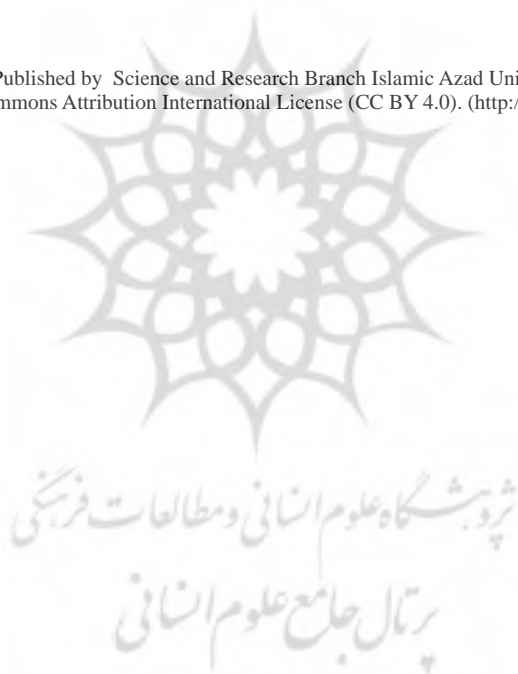 Published by Science and Research Branch Islamic Azad Uni
mmons Attribution International License (CC BY 4.0). (http:/
پژوهشگاه علوم انسانی و مطالعات فرهنگی
پرتال جامع علوم انسانی